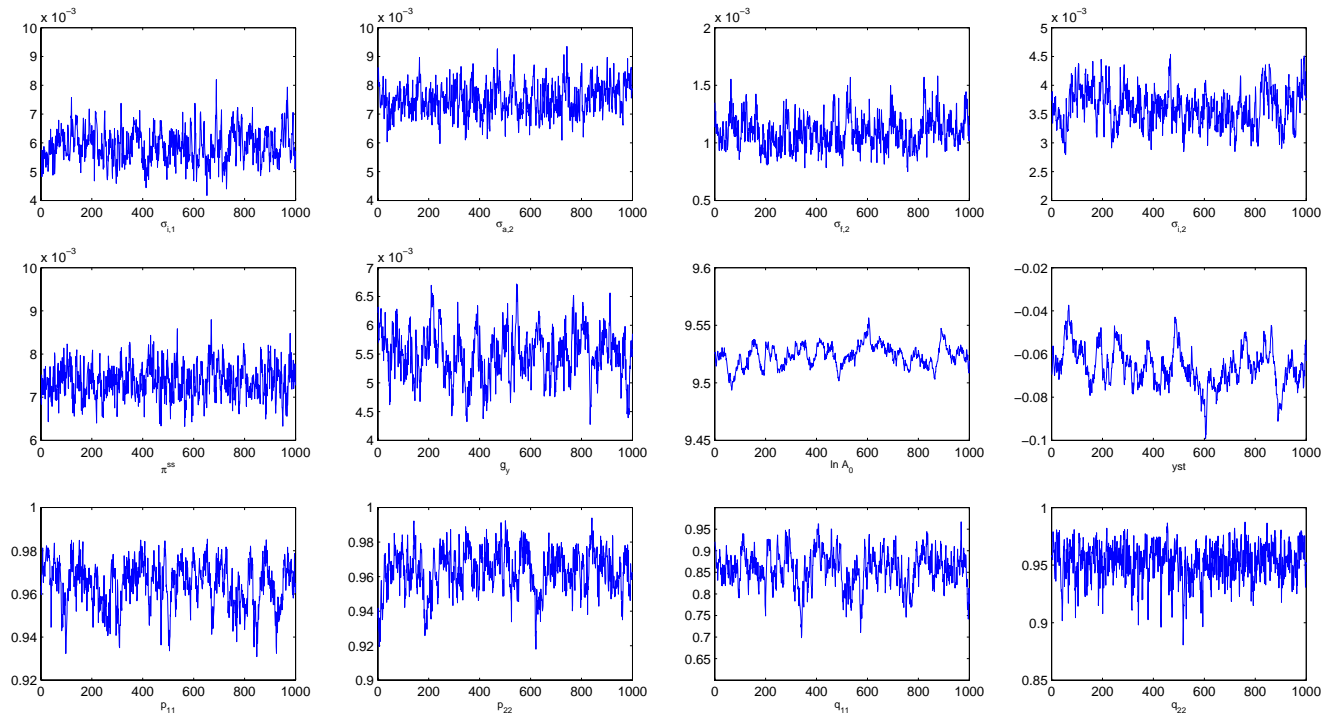 x 10⁻³ x 10⁻³ x 10⁻³ x 10⁻³
10 10 2 5
9 9 4.5
8 8 1.5 4
7 7 3.5
6 6 1 3
5 5 2.5
4 4 0.5 2
0 200 400 600 800 1000 0 200 400 600 800 1000 0 200 400 600 800 1000 0 200 400 600 800 1000
σi,1 σa,2 σf,2 σi,2
x 10⁻³ x 10⁻³
10 7 9.6 −0.02
9 6.5 9.55 −0.04
8 6 9.5 −0.06
7 5.5 9.45 −0.08
6 5 −0.1
4.5
4
0 200 400 600 800 1000 0 200 400 600 800 1000 0 200 400 600 800 1000 0 200 400 600 800 1000
πss gy ln A0 yst
1 1 0.95 1
0.98 0.98 0.9 0.95
0.96 0.96 0.85 0.9
0.94 0.94 0.8 0.85
0.92 0.92 0.75
0.9 0.7
0.65
0 200 400 600 800 1000 0 200 400 600 800 1000 0 200 400 600 800 1000 0 200 400 600 800 1000
p11 p22 q11 q22